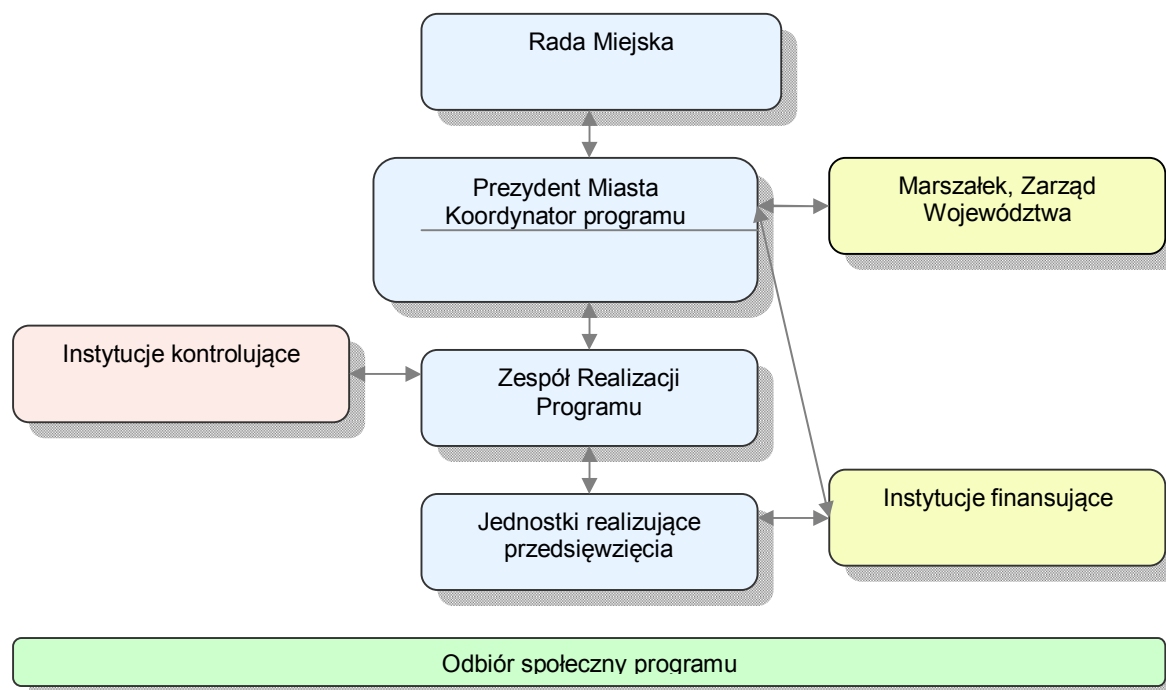 Rada Miejska
Prezydent Miasta
Koordynator programu
Marszałek, Zarząd
Województwa
Instytucje kontrolujące
Zespół Realizacji
Programu
Instytucje finansujące
Jednostki realizujące
przedsięwzięcia
Odbiór społeczny programu